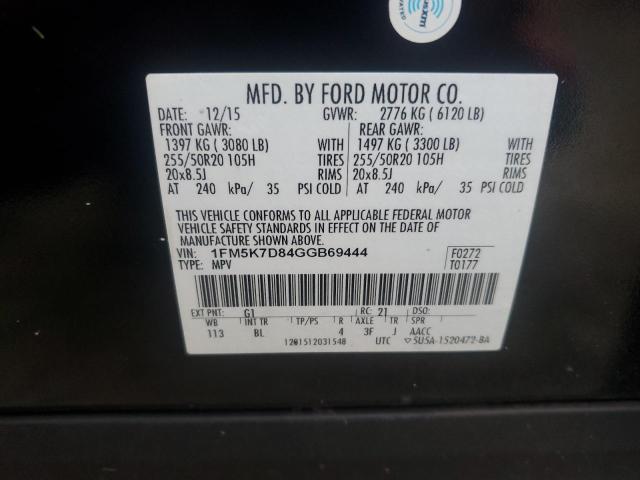 siriusxm
MFD. BY FORD MOTOR CO.
DATE: 12/15 GVWR: 2776 KG ( 6120 LB)
FRONT GAWR: REAR GAWR:
1397 KG ( 3080 LB) WITH 1497 KG ( 3300 LB) WITH
255/50R20 105H TIRES 255/50R20 105H TIRES
20x8.5J RIMS 20x8.5J RIMS
AT 240 kPa/ 35 PSI COLD AT 240 kPa/ 35 PSI COLD
THIS VEHICLE CONFORMS TO ALL APPLICABLE FEDERAL MOTOR
VEHICLE SAFETY STANDARDS IN EFFECT ON THE DATE OF
MANUFACTURE SHOWN ABOVE.
VIN: 1FM5K7D84GGB69444 F0272
TYPE: MPV T0177
EXT PNT: G1 RC: 21 DSO:
WB INT TR TP/PS R AXLE TR SPR
113 BL 4 3F J AACC
1201512031548 UTC 5U5A-1520472-BA